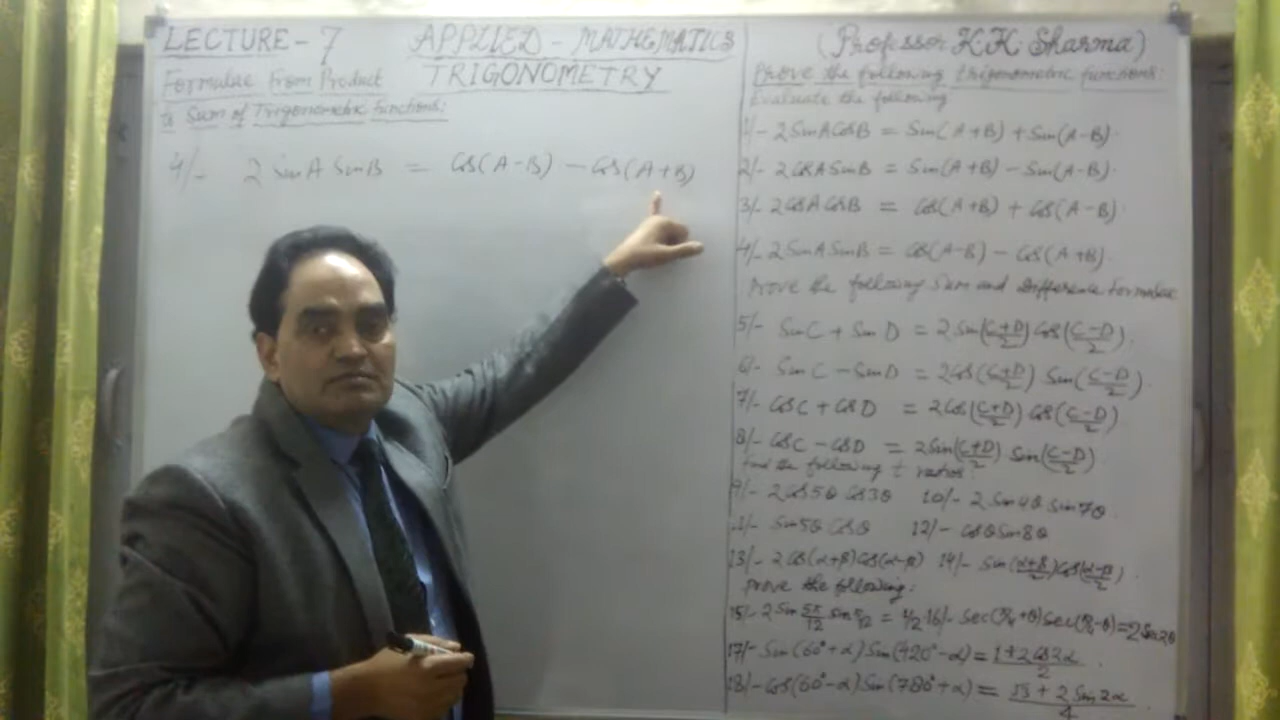 LECTURE-7 APPLIED-MATHEMATICS
Formulae From Product TRIGONOMETRY
to Sum of Trigonometric Functions:
4/- 2 Sin A Sin B = Cos(A-B) - Cos(A+B)
(Professor KK Sharma)
Prove the following trigonometric functions:
Evaluate the following
1/- 2 Sin A Cos B = Sin(A+B) + Sin(A-B).
2/- 2 Cos A Sin B = Sin(A+B) - Sin(A-B).
3/- 2 Cos A Cos B = Cos(A+B) + Cos(A-B).
4/- 2 Sin A Sin B = Cos(A-B) - Cos(A+B).
Prove the following Sum and Difference Formulae
5/- Sin C + Sin D = 2 Sin((C+D)/2) Cos((C-D)/2).
6/- Sin C - Sin D = 2 Cos((C+D)/2) Sin((C-D)/2).
7/- Cos C + Cos D = 2 Cos((C+D)/2) Cos((C-D)/2)
8/- Cos C - Cos D = 2 Sin((C+D)/2) Sin((C-D)/2)
find the following t ratios
9/- 2 Cos 5θ Cos 3θ 10/- 2 Sin 4θ Sin 7θ.
11/- Sin 5θ Cos θ 12/- Cos θ Sin 8θ
13/- 2 Cos(α+β) Cos(α-β) 14/- Sin((α+β)/2) Cos((α-β)/2).
Prove the following:
15/- 2 Sin 5π/12 Sin π/12 = 1/2. 16/- Sec(π/4+θ) Sec(π/4-θ) = 2 Sec 2θ
17/- Sin(60°+α) Sin(420°-α) = (1+2 Cos 2α)/2.
18/- Cos(60°-α) Sin(780°+α) = (√3 + 2 Sin 2α)/4